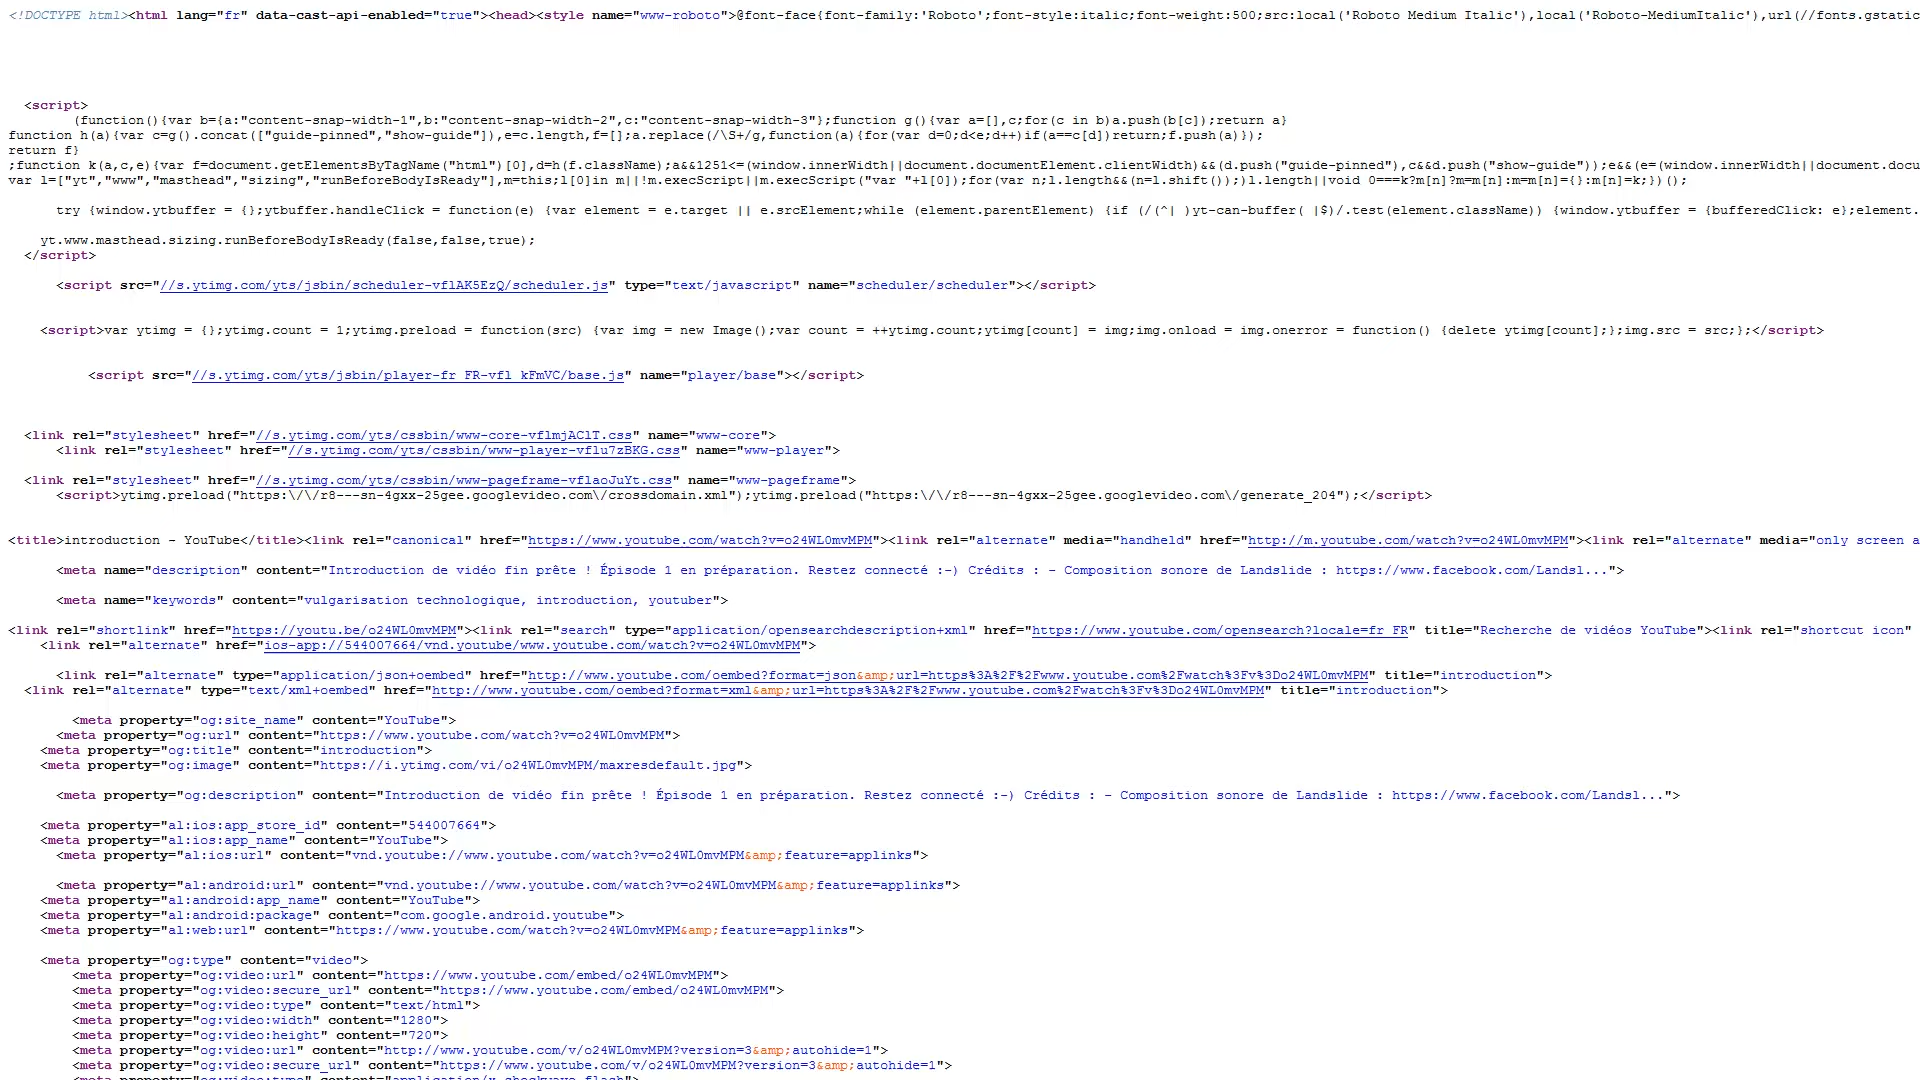 <!DOCTYPE html><html lang="fr" data-cast-api-enabled="true"><head><style name="www-roboto">@font-face{font-family:'Roboto';font-style:italic;font-weight:500;src:local('Roboto Medium Italic'),local('Roboto-MediumItalic'),url(//fonts.gstatic
<script>
(function(){var b={a:"content-snap-width-1",b:"content-snap-width-2",c:"content-snap-width-3"};function g(){var a=[],c;for(c in b)a.push(b[c]);return a}
function h(a){var c=g().concat(["guide-pinned","show-guide"]),e=c.length,f=[];a.replace(/\S+/g,function(a){for(var d=0;d<e;d++)if(a==c[d])return;f.push(a)});
return f}
;function k(a,c,e){var f=document.getElementsByTagName("html")[0],d=h(f.className);a&&1251<=(window.innerWidth||document.documentElement.clientWidth)&&(d.push("guide-pinned"),c&&d.push("show-guide"));e&&(e=(window.innerWidth||document.docu
var l=["yt","www","masthead","sizing","runBeforeBodyIsReady"],m=this;l[0]in m||!m.execScript||m.execScript("var "+l[0]);for(var n;l.length&&(n=l.shift());)l.length||void 0===k?m[n]?m=m[n]:m=m[n]={}:m[n]=k;})();
try {window.ytbuffer = {};ytbuffer.handleClick = function(e) {var element = e.target || e.srcElement;while (element.parentElement) {if (/(^| )yt-can-buffer( |$)/.test(element.className)) {window.ytbuffer = {bufferedClick: e};element.
yt.www.masthead.sizing.runBeforeBodyIsReady(false,false,true);
</script>
<script src="//s.ytimg.com/yts/jsbin/scheduler-vflAK5EzQ/scheduler.js" type="text/javascript" name="scheduler/scheduler"></script>
<script>var ytimg = {};ytimg.count = 1;ytimg.preload = function(src) {var img = new Image();var count = ++ytimg.count;ytimg[count] = img;img.onload = img.onerror = function() {delete ytimg[count];};img.src = src;};</script>
<script src="//s.ytimg.com/yts/jsbin/player-fr_FR-vfl_kFmVC/base.js" name="player/base"></script>
<link rel="stylesheet" href="//s.ytimg.com/yts/cssbin/www-core-vflmjAClT.css" name="www-core">
<link rel="stylesheet" href="//s.ytimg.com/yts/cssbin/www-player-vflu7zBKG.css" name="www-player">
<link rel="stylesheet" href="//s.ytimg.com/yts/cssbin/www-pageframe-vflaoJuYt.css" name="www-pageframe">
<script>ytimg.preload("https:\/\/r8---sn-4gxx-25gee.googlevideo.com\/crossdomain.xml");ytimg.preload("https:\/\/r8---sn-4gxx-25gee.googlevideo.com\/generate_204");</script>
<title>introduction - YouTube</title><link rel="canonical" href="https://www.youtube.com/watch?v=o24WL0mvMPM"><link rel="alternate" media="handheld" href="http://m.youtube.com/watch?v=o24WL0mvMPM"><link rel="alternate" media="only screen a
<meta name="description" content="Introduction de vidéo fin prête ! Épisode 1 en préparation. Restez connecté :-) Crédits : - Composition sonore de Landslide : https://www.facebook.com/Landsl...">
<meta name="keywords" content="vulgarisation technologique, introduction, youtuber">
<link rel="shortlink" href="https://youtu.be/o24WL0mvMPM"><link rel="search" type="application/opensearchdescription+xml" href="https://www.youtube.com/opensearch?locale=fr_FR" title="Recherche de vidéos YouTube"><link rel="shortcut icon"
<link rel="alternate" href="ios-app://544007664/vnd.youtube/www.youtube.com/watch?v=o24WL0mvMPM">
<link rel="alternate" type="application/json+oembed" href="http://www.youtube.com/oembed?format=json&amp;url=https%3A%2F%2Fwww.youtube.com%2Fwatch%3Fv%3Do24WL0mvMPM" title="introduction">
<link rel="alternate" type="text/xml+oembed" href="http://www.youtube.com/oembed?format=xml&amp;url=https%3A%2F%2Fwww.youtube.com%2Fwatch%3Fv%3Do24WL0mvMPM" title="introduction">
<meta property="og:site_name" content="YouTube">
<meta property="og:url" content="https://www.youtube.com/watch?v=o24WL0mvMPM">
<meta property="og:title" content="introduction">
<meta property="og:image" content="https://i.ytimg.com/vi/o24WL0mvMPM/maxresdefault.jpg">
<meta property="og:description" content="Introduction de vidéo fin prête ! Épisode 1 en préparation. Restez connecté :-) Crédits : - Composition sonore de Landslide : https://www.facebook.com/Landsl...">
<meta property="al:ios:app_store_id" content="544007664">
<meta property="al:ios:app_name" content="YouTube">
<meta property="al:ios:url" content="vnd.youtube://www.youtube.com/watch?v=o24WL0mvMPM&amp;feature=applinks">
<meta property="al:android:url" content="vnd.youtube://www.youtube.com/watch?v=o24WL0mvMPM&amp;feature=applinks">
<meta property="al:android:app_name" content="YouTube">
<meta property="al:android:package" content="com.google.android.youtube">
<meta property="al:web:url" content="https://www.youtube.com/watch?v=o24WL0mvMPM&amp;feature=applinks">
<meta property="og:type" content="video">
<meta property="og:video:url" content="https://www.youtube.com/embed/o24WL0mvMPM">
<meta property="og:video:secure_url" content="https://www.youtube.com/embed/o24WL0mvMPM">
<meta property="og:video:type" content="text/html">
<meta property="og:video:width" content="1280">
<meta property="og:video:height" content="720">
<meta property="og:video:url" content="http://www.youtube.com/v/o24WL0mvMPM?version=3&amp;autohide=1">
<meta property="og:video:secure_url" content="https://www.youtube.com/v/o24WL0mvMPM?version=3&amp;autohide=1">
<meta property="og:video:type" content="application/x-shockwave-flash">